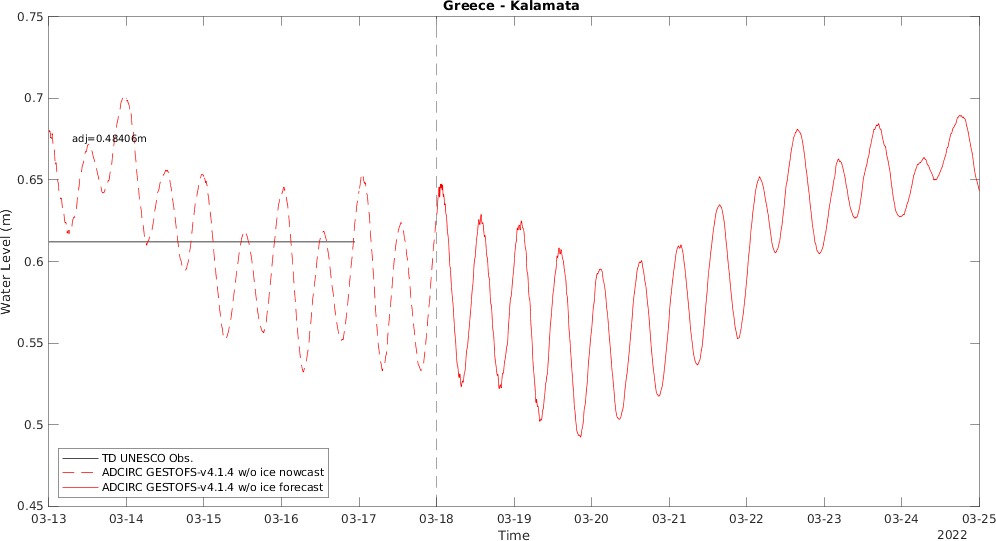 Greece - Kalamata
0.75
0.7
0.65
0.6
0.55
0.5
0.45
Water Level (m)
adj=0.48406m
TD UNESCO Obs.
ADCIRC GESTOFS-v4.1.4 w/o ice nowcast
ADCIRC GESTOFS-v4.1.4 w/o ice forecast
03-13 03-14 03-15 03-16 03-17 03-18 03-19 03-20 03-21 03-22 03-23 03-24 03-25
Time
2022